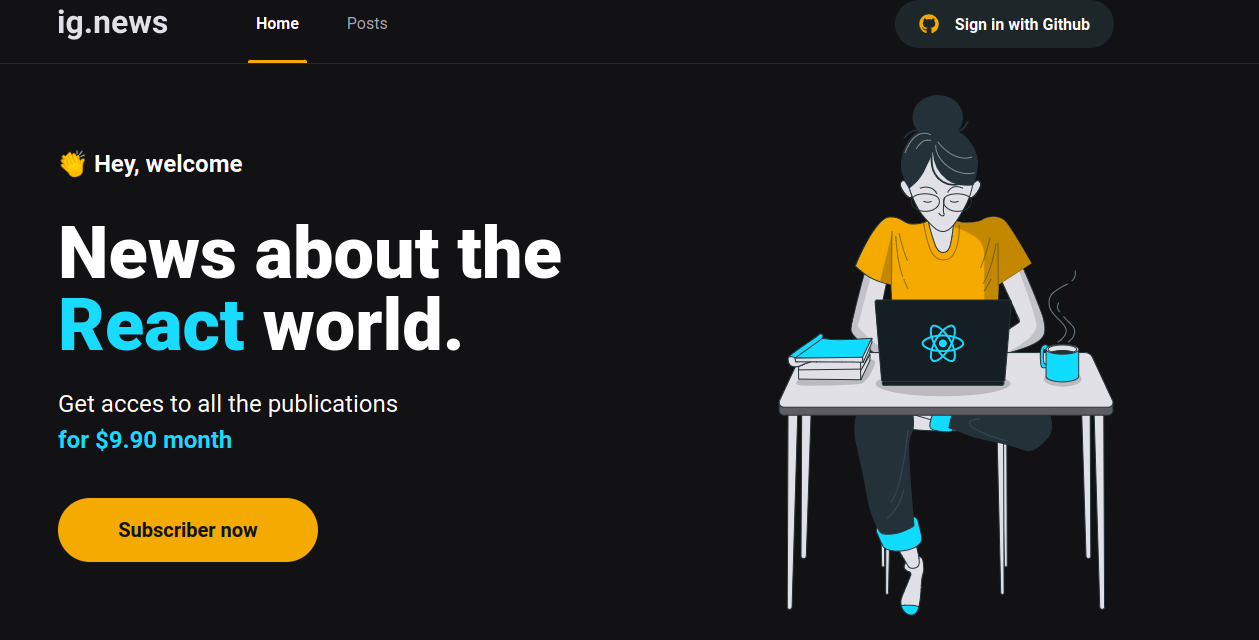 ig.news
Home
Posts
Sign in with Github
👏 Hey, welcome
News about the
React world.
Get acces to all the publications
for $9.90 month
Subscriber now